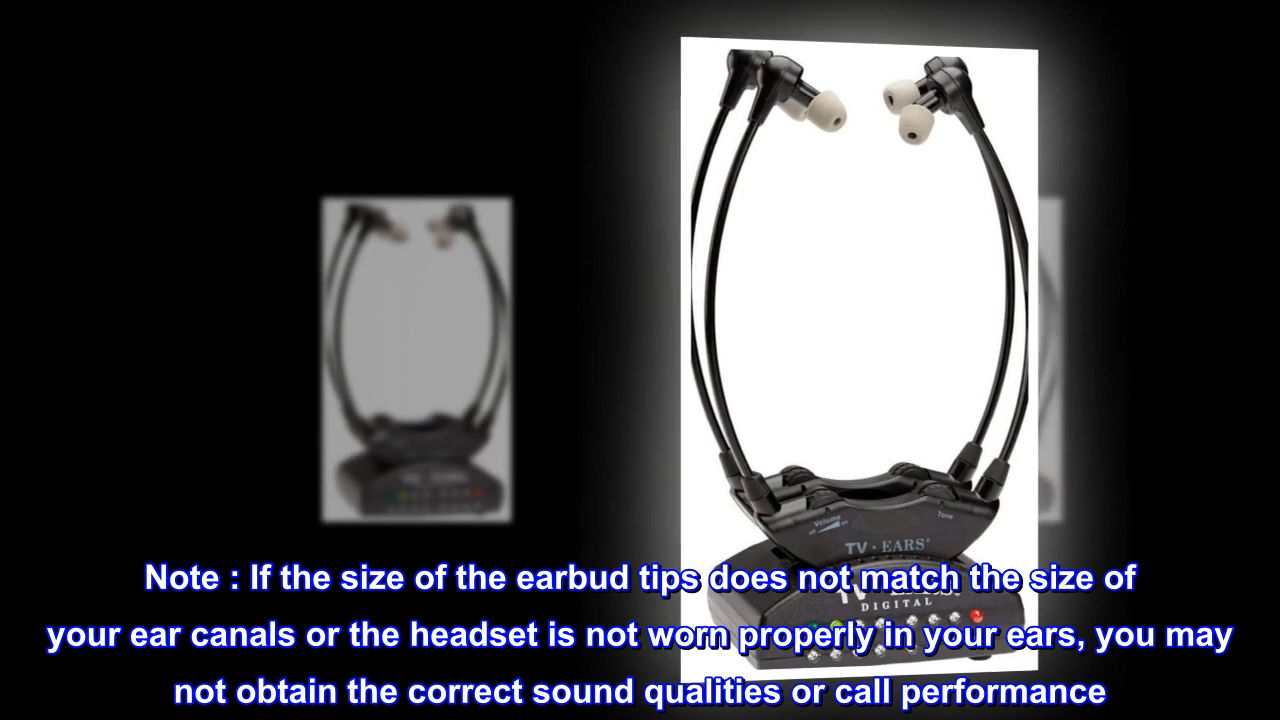 Volume
off on
Tone
TV · EARS®
DIGITAL
Note : If the size of the earbud tips does not match the size of
your ear canals or the headset is not worn properly in your ears, you may
not obtain the correct sound qualities or call performance